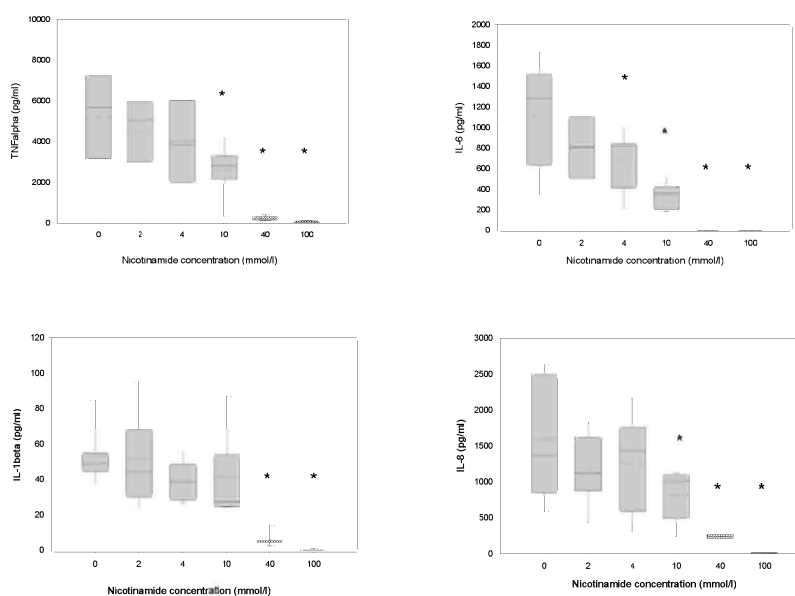 10000
8000
6000
4000
2000
0
TNFalpha (pg/ml)
* * *
0 2 4 10 40 100
Nicotinamide concentration (mmol/l)
2000
1800
1600
1400
1200
1000
800
600
400
200
0
IL-6 (pg/ml)
* * * *
0 2 4 10 40 100
Nicotinamide concentration (mmol/l)
120
100
80
60
40
20
0
IL-1beta (pg/ml)
* *
0 2 4 10 40 100
Nicotinamide concentration (mmol/l)
3000
2500
2000
1500
1000
500
0
IL-8 (pg/ml)
* * *
0 2 4 10 40 100
Nicotinamide concentration (mmol/l)